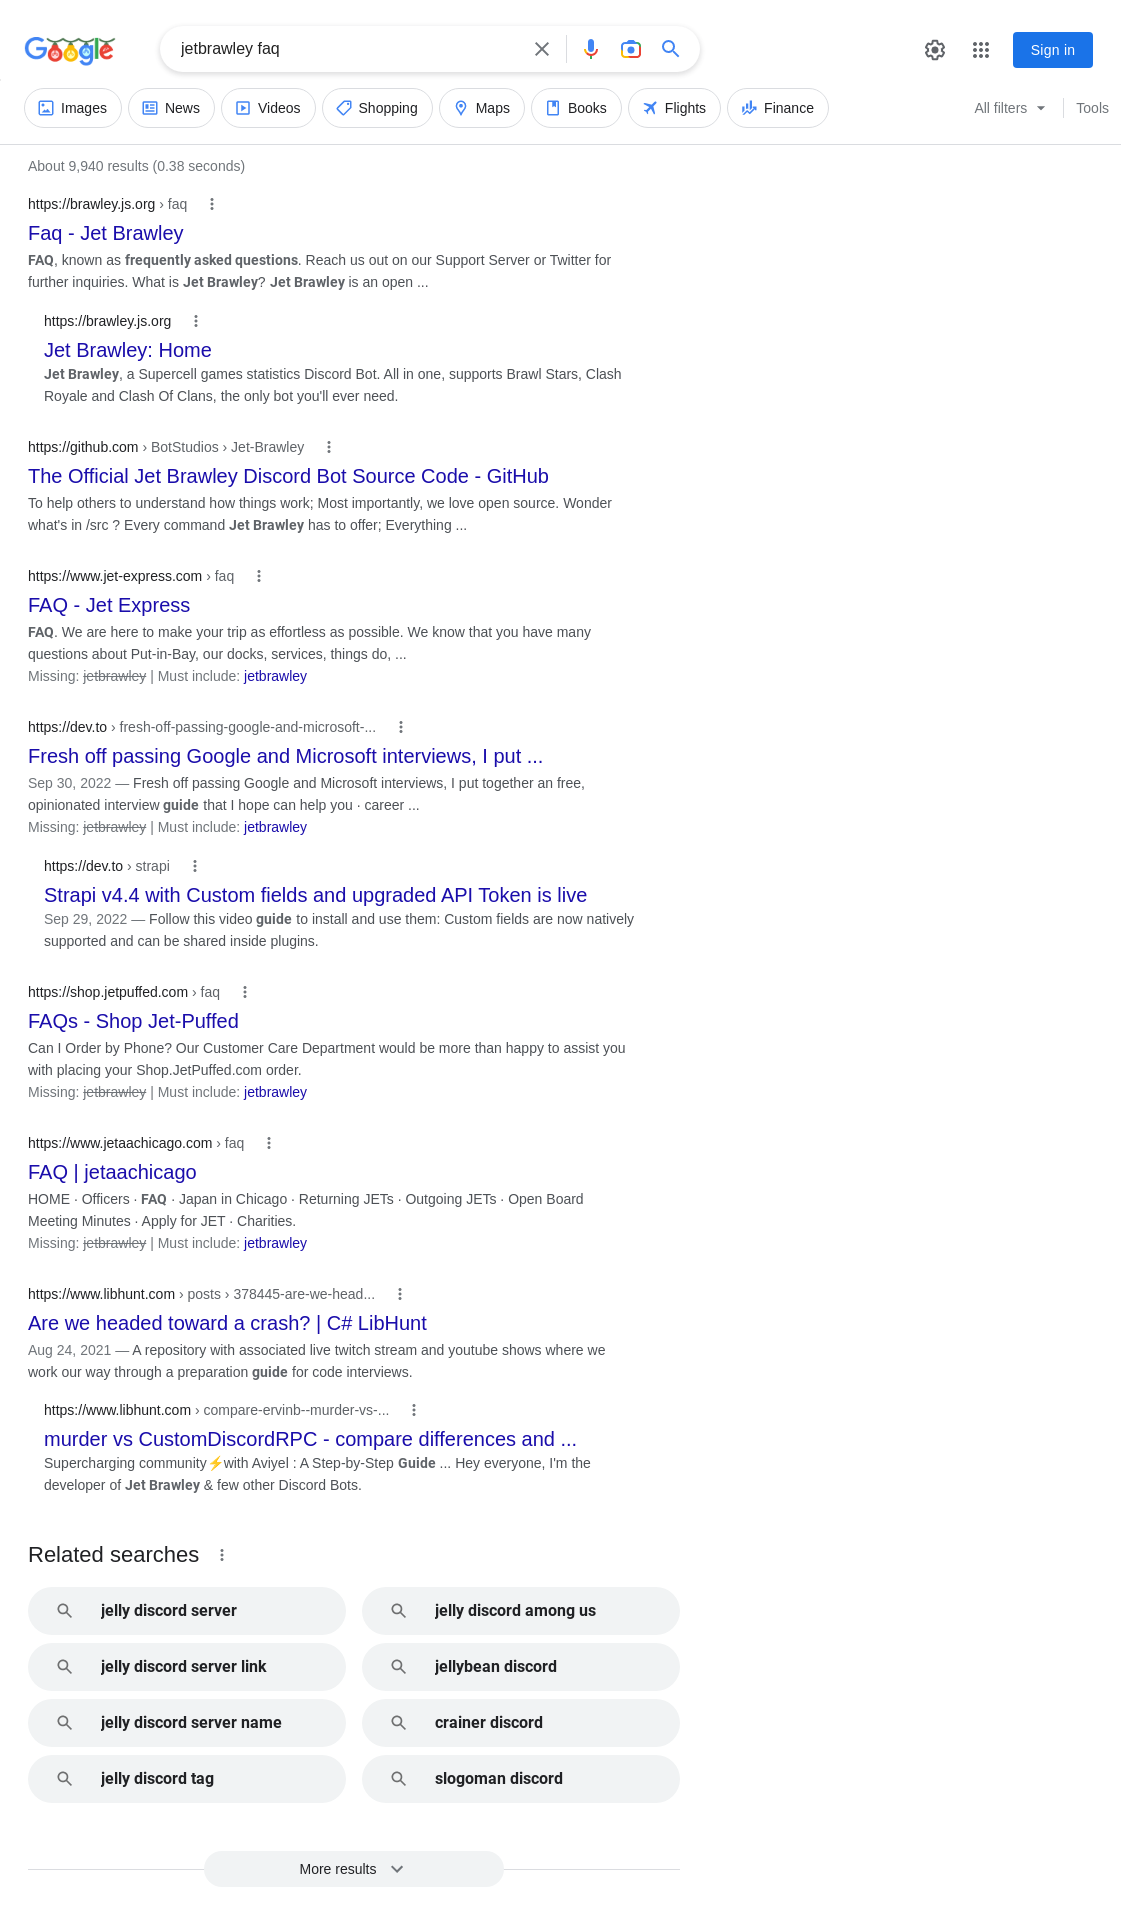 Google
jetbrawley faq
Sign in
Images News Videos Shopping Maps Books Flights Finance All filters Tools
About 9,940 results (0.38 seconds)
https://brawley.js.org › faq
Faq - Jet Brawley
FAQ, known as frequently asked questions. Reach us out on our Support Server or Twitter for
further inquiries. What is Jet Brawley? Jet Brawley is an open ...
https://brawley.js.org
Jet Brawley: Home
Jet Brawley, a Supercell games statistics Discord Bot. All in one, supports Brawl Stars, Clash
Royale and Clash Of Clans, the only bot you'll ever need.
https://github.com › BotStudios › Jet-Brawley
The Official Jet Brawley Discord Bot Source Code - GitHub
To help others to understand how things work; Most importantly, we love open source. Wonder
what's in /src ? Every command Jet Brawley has to offer; Everything ...
https://www.jet-express.com › faq
FAQ - Jet Express
FAQ. We are here to make your trip as effortless as possible. We know that you have many
questions about Put-in-Bay, our docks, services, things do, ...
Missing: jetbrawley | Must include: jetbrawley
https://dev.to › fresh-off-passing-google-and-microsoft-...
Fresh off passing Google and Microsoft interviews, I put ...
Sep 30, 2022 — Fresh off passing Google and Microsoft interviews, I put together an free,
opinionated interview guide that I hope can help you · career ...
Missing: jetbrawley | Must include: jetbrawley
https://dev.to › strapi
Strapi v4.4 with Custom fields and upgraded API Token is live
Sep 29, 2022 — Follow this video guide to install and use them: Custom fields are now natively
supported and can be shared inside plugins.
https://shop.jetpuffed.com › faq
FAQs - Shop Jet-Puffed
Can I Order by Phone? Our Customer Care Department would be more than happy to assist you
with placing your Shop.JetPuffed.com order.
Missing: jetbrawley | Must include: jetbrawley
https://www.jetaachicago.com › faq
FAQ | jetaachicago
HOME · Officers · FAQ · Japan in Chicago · Returning JETs · Outgoing JETs · Open Board
Meeting Minutes · Apply for JET · Charities.
Missing: jetbrawley | Must include: jetbrawley
https://www.libhunt.com › posts › 378445-are-we-head...
Are we headed toward a crash? | C# LibHunt
Aug 24, 2021 — A repository with associated live twitch stream and youtube shows where we
work our way through a preparation guide for code interviews.
https://www.libhunt.com › compare-ervinb--murder-vs-...
murder vs CustomDiscordRPC - compare differences and ...
Supercharging community⚡with Aviyel : A Step-by-Step Guide ... Hey everyone, I'm the
developer of Jet Brawley & few other Discord Bots.
Related searches
jelly discord server
jelly discord among us
jelly discord server link
jellybean discord
jelly discord server name
crainer discord
jelly discord tag
slogoman discord
More results